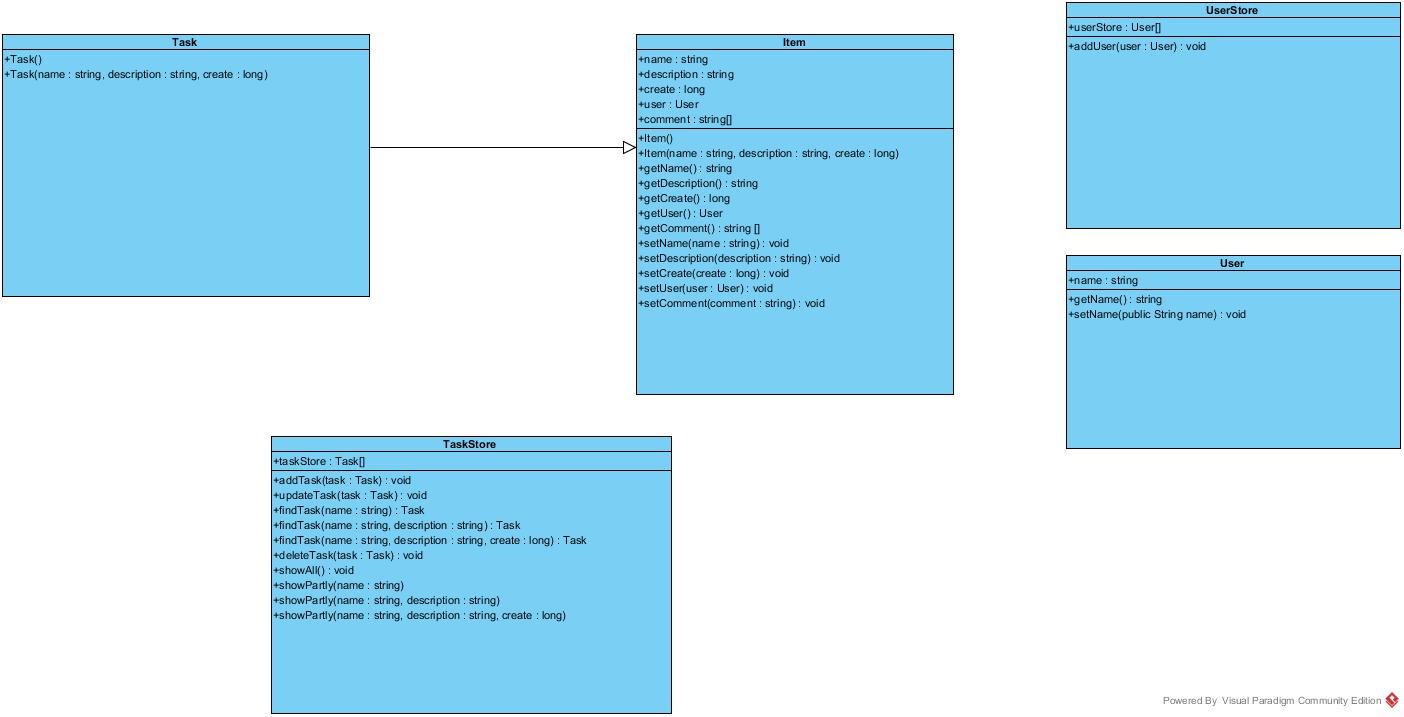 Task
+Task()
+Task(name : string, description : string, create : long)
Item
+name : string
+description : string
+create : long
+user : User
+comment : string[]
+Item()
+Item(name : string, description : string, create : long)
+getName() : string
+getDescription() : string
+getCreate() : long
+getUser() : User
+getComment() : string []
+setName(name : string) : void
+setDescription(description : string) : void
+setCreate(create : long) : void
+setUser(user : User) : void
+setComment(comment : string) : void
UserStore
+userStore : User[]
+addUser(user : User) : void
User
+name : string
+getName() : string
+setName(public String name) : void
TaskStore
+taskStore : Task[]
+addTask(task : Task) : void
+updateTask(task : Task) : void
+findTask(name : string) : Task
+findTask(name : string, description : string) : Task
+findTask(name : string, description : string, create : long) : Task
+deleteTask(task : Task) : void
+showAll() : void
+showPartly(name : string)
+showPartly(name : string, description : string)
+showPartly(name : string, description : string, create : long)
Powered By Visual Paradigm Community Edition